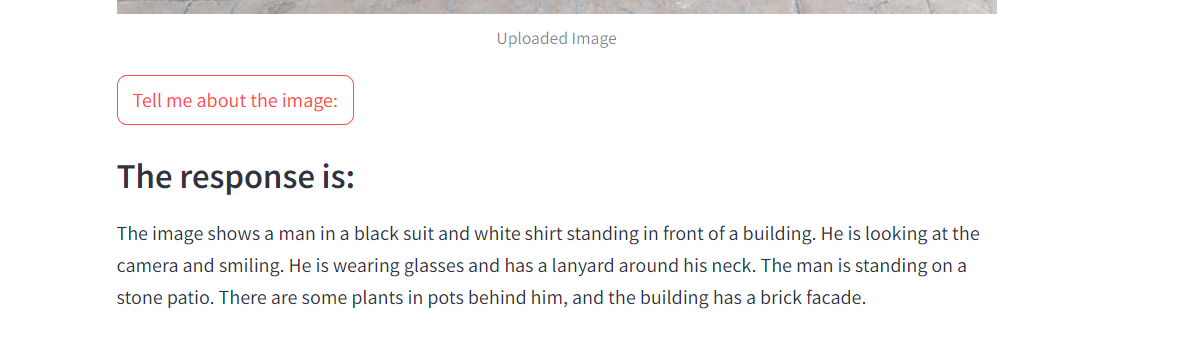 Uploaded Image
Tell me about the image:
The response is:
The image shows a man in a black suit and white shirt standing in front of a building. He is looking at the
camera and smiling. He is wearing glasses and has a lanyard around his neck. The man is standing on a
stone patio. There are some plants in pots behind him, and the building has a brick facade.